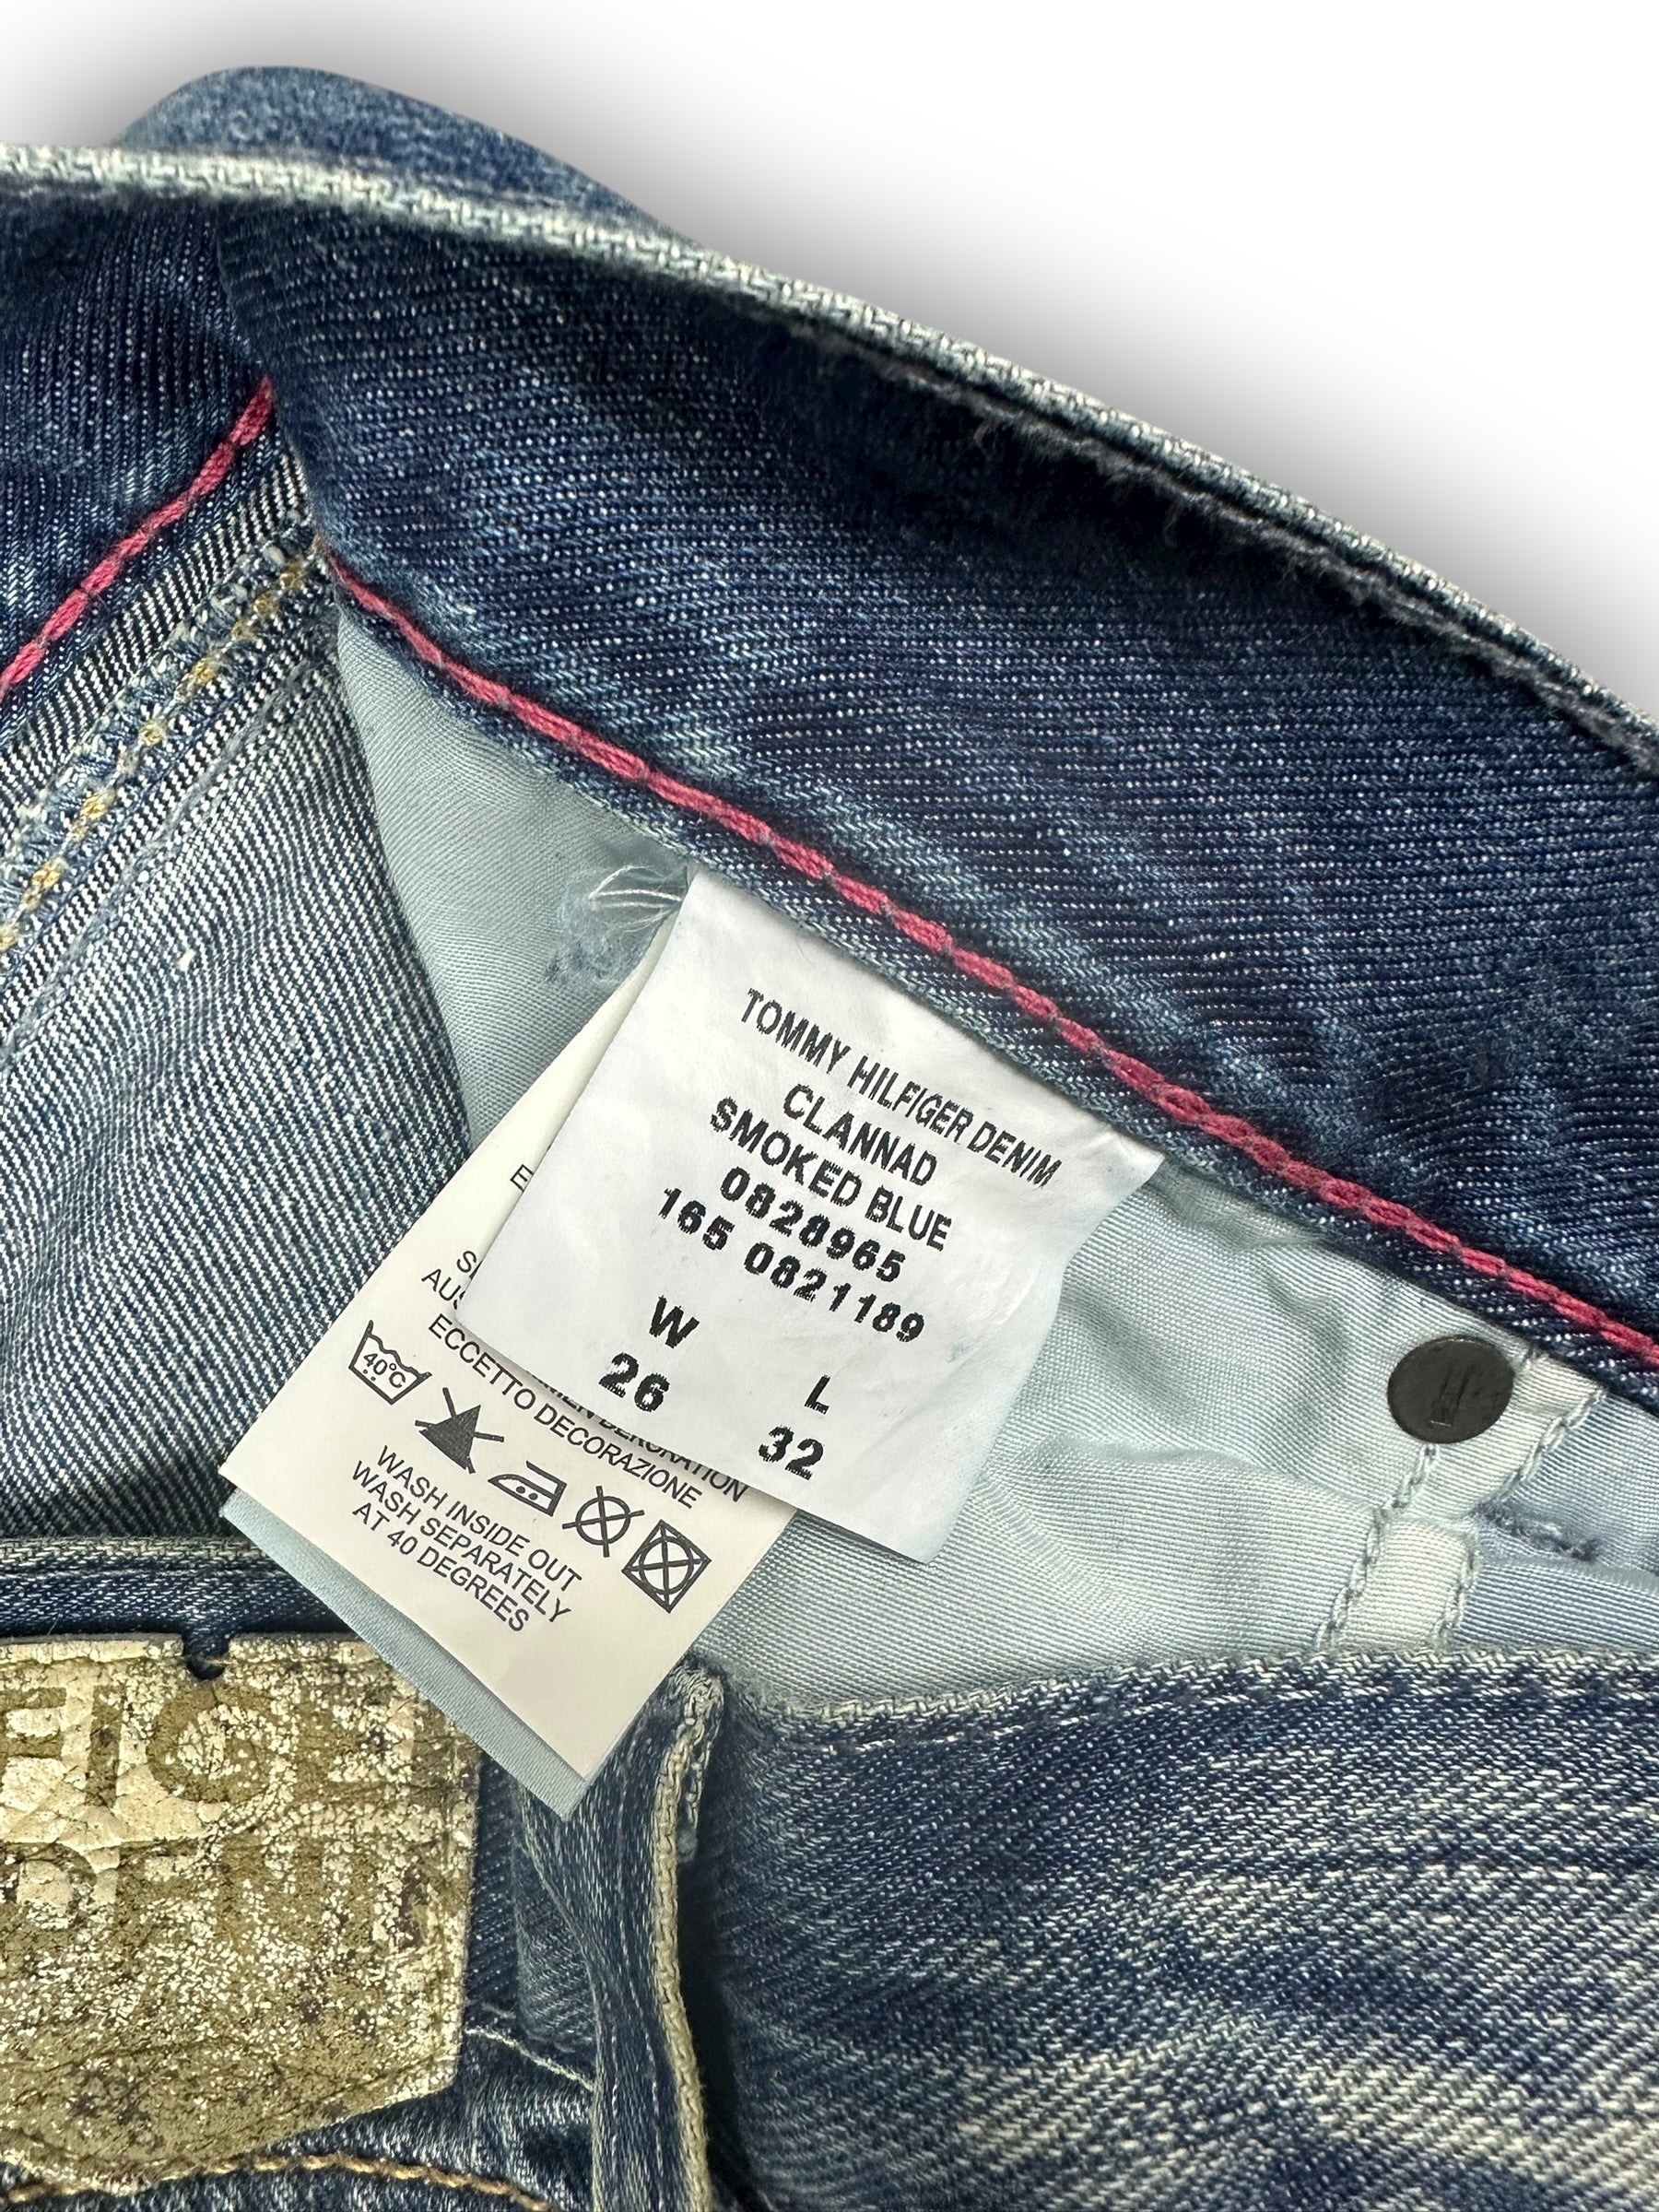 TOMMY HILFIGER DENIM
CLANNAD
SMOKED BLUE
0828965
165 0821189
W L
26 32
ECCETTO DECORAZIONE
40°C
WASH INSIDE OUT
WASH SEPARATELY
AT 40 DEGREES